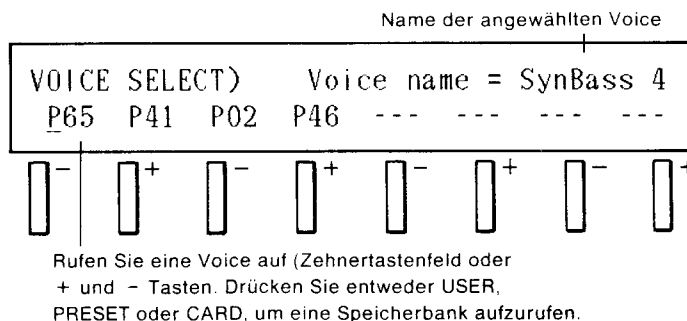 Name der angewählten Voice
VOICE SELECT) Voice name = SynBass 4
P65 P41 P02 P46 --- --- --- ---
- + - + - + - +
Rufen Sie eine Voice auf (Zehnertastenfeld oder
+ und - Tasten. Drücken Sie entweder USER,
PRESET oder CARD, um eine Speicherbank aufzurufen.